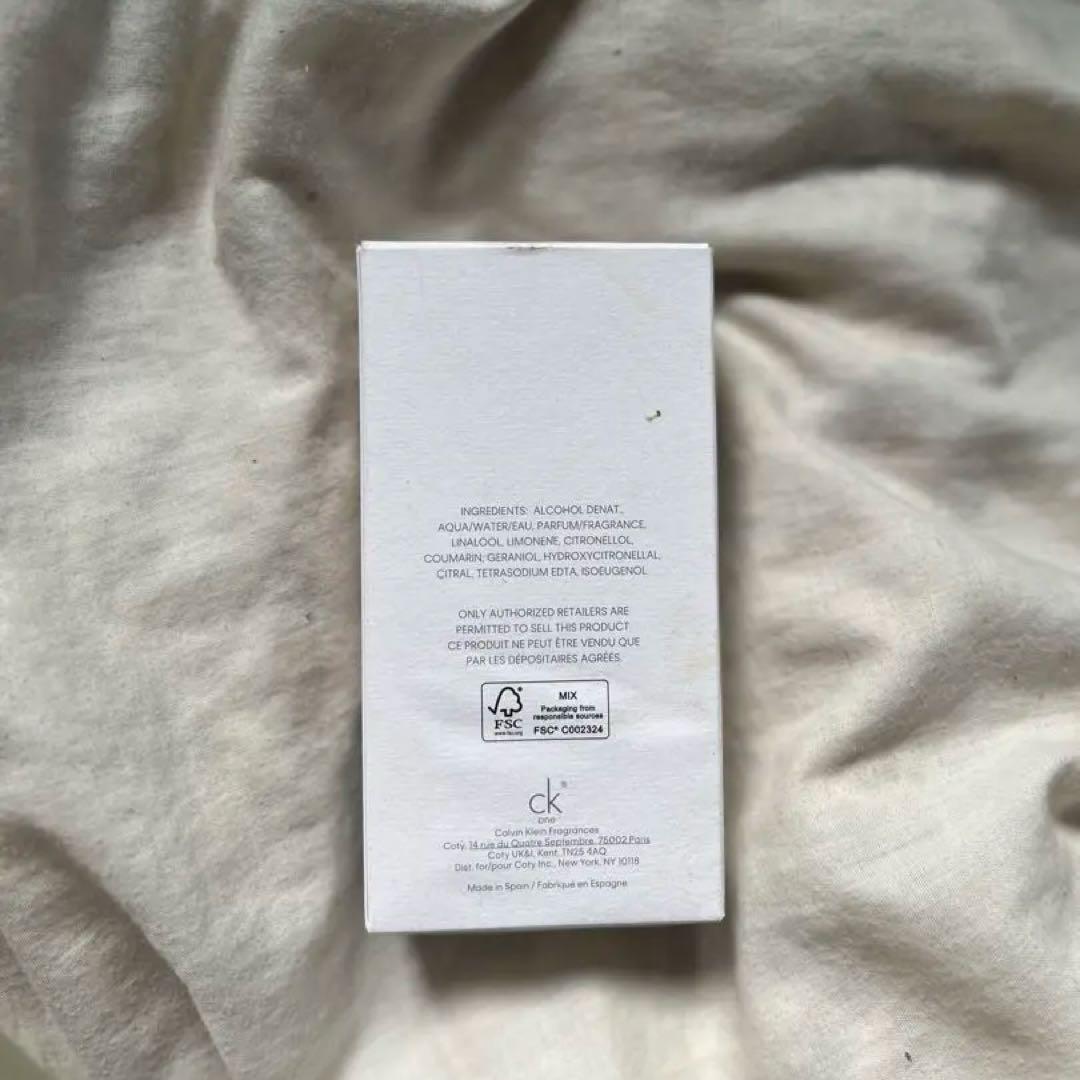 INGREDIENTS: ALCOHOL DENAT.,
AQUA/WATER/EAU, PARFUM/FRAGRANCE,
LINALOOL, LIMONENE, CITRONELLOL,
COUMARIN, GERANIOL, HYDROXYCITRONELLAL,
CITRAL, TETRASODIUM EDTA, ISOEUGENOL
ONLY AUTHORIZED RETAILERS ARE
PERMITTED TO SELL THIS PRODUCT
CE PRODUIT NE PEUT ÊTRE VENDU QUE
PAR LES DÉPOSITAIRES AGRÉÉS.
FSC
www.fsc.org
MIX
Packaging from
responsible sources
FSC® C002324
ck®
one
Calvin Klein Fragrances
Coty, 14 rue du Quatre Septembre, 75002 Paris
Coty UK&I, Kent, TN25 4AQ
Dist. for/pour Coty Inc., New York, NY 10118
Made in Spain / Fabriqué en Espagne